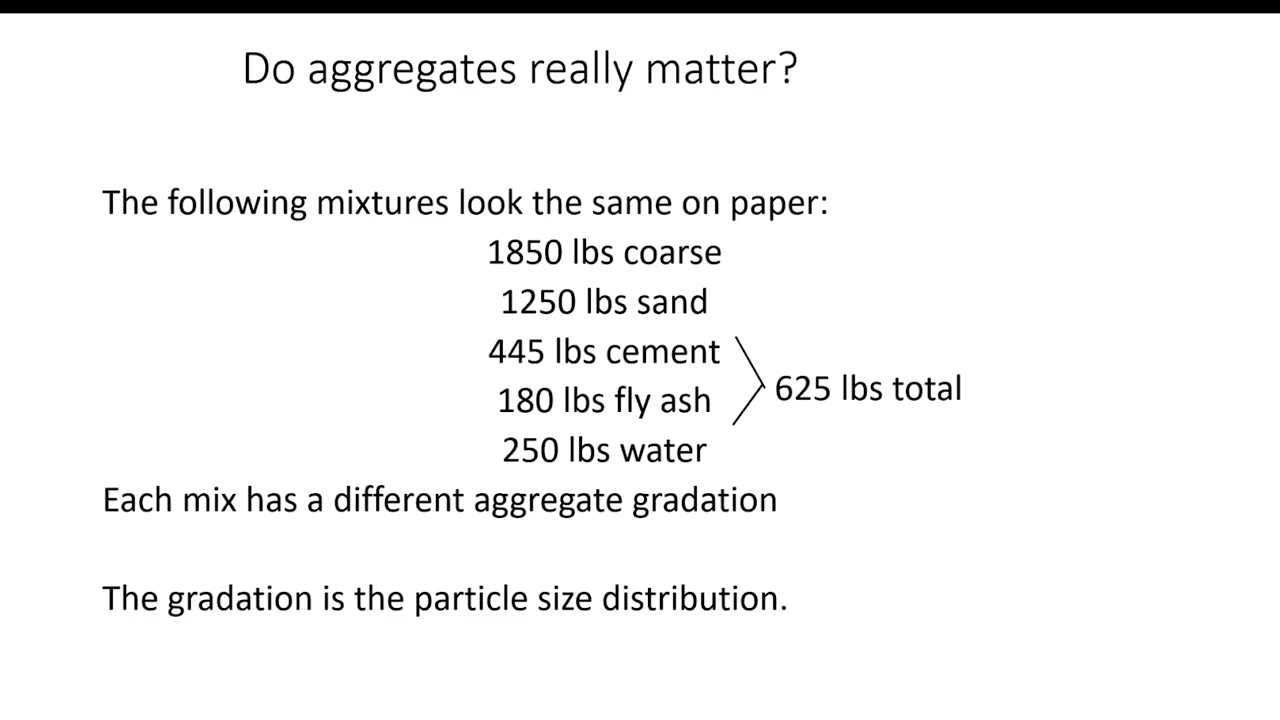 Do aggregates really matter?
The following mixtures look the same on paper:
1850 lbs coarse
1250 lbs sand
445 lbs cement
180 lbs fly ash
625 lbs total
250 lbs water
Each mix has a different aggregate gradation
The gradation is the particle size distribution.